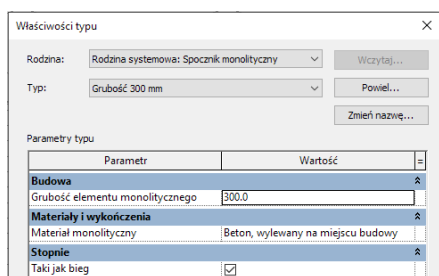 Właściwości typu
Rodzina: Rodzina systemowa: Spocznik monolityczny Wczytaj...
Typ: Grubość 300 mm Powiel...
Zmień nazwę...
Parametry typu
Parametr Wartość =
Budowa
Grubość elementu monolitycznego 300.0
Materiały i wykończenia
Materiał monolityczny Beton, wylewany na miejscu budowy
Stopnie
Taki jak bieg